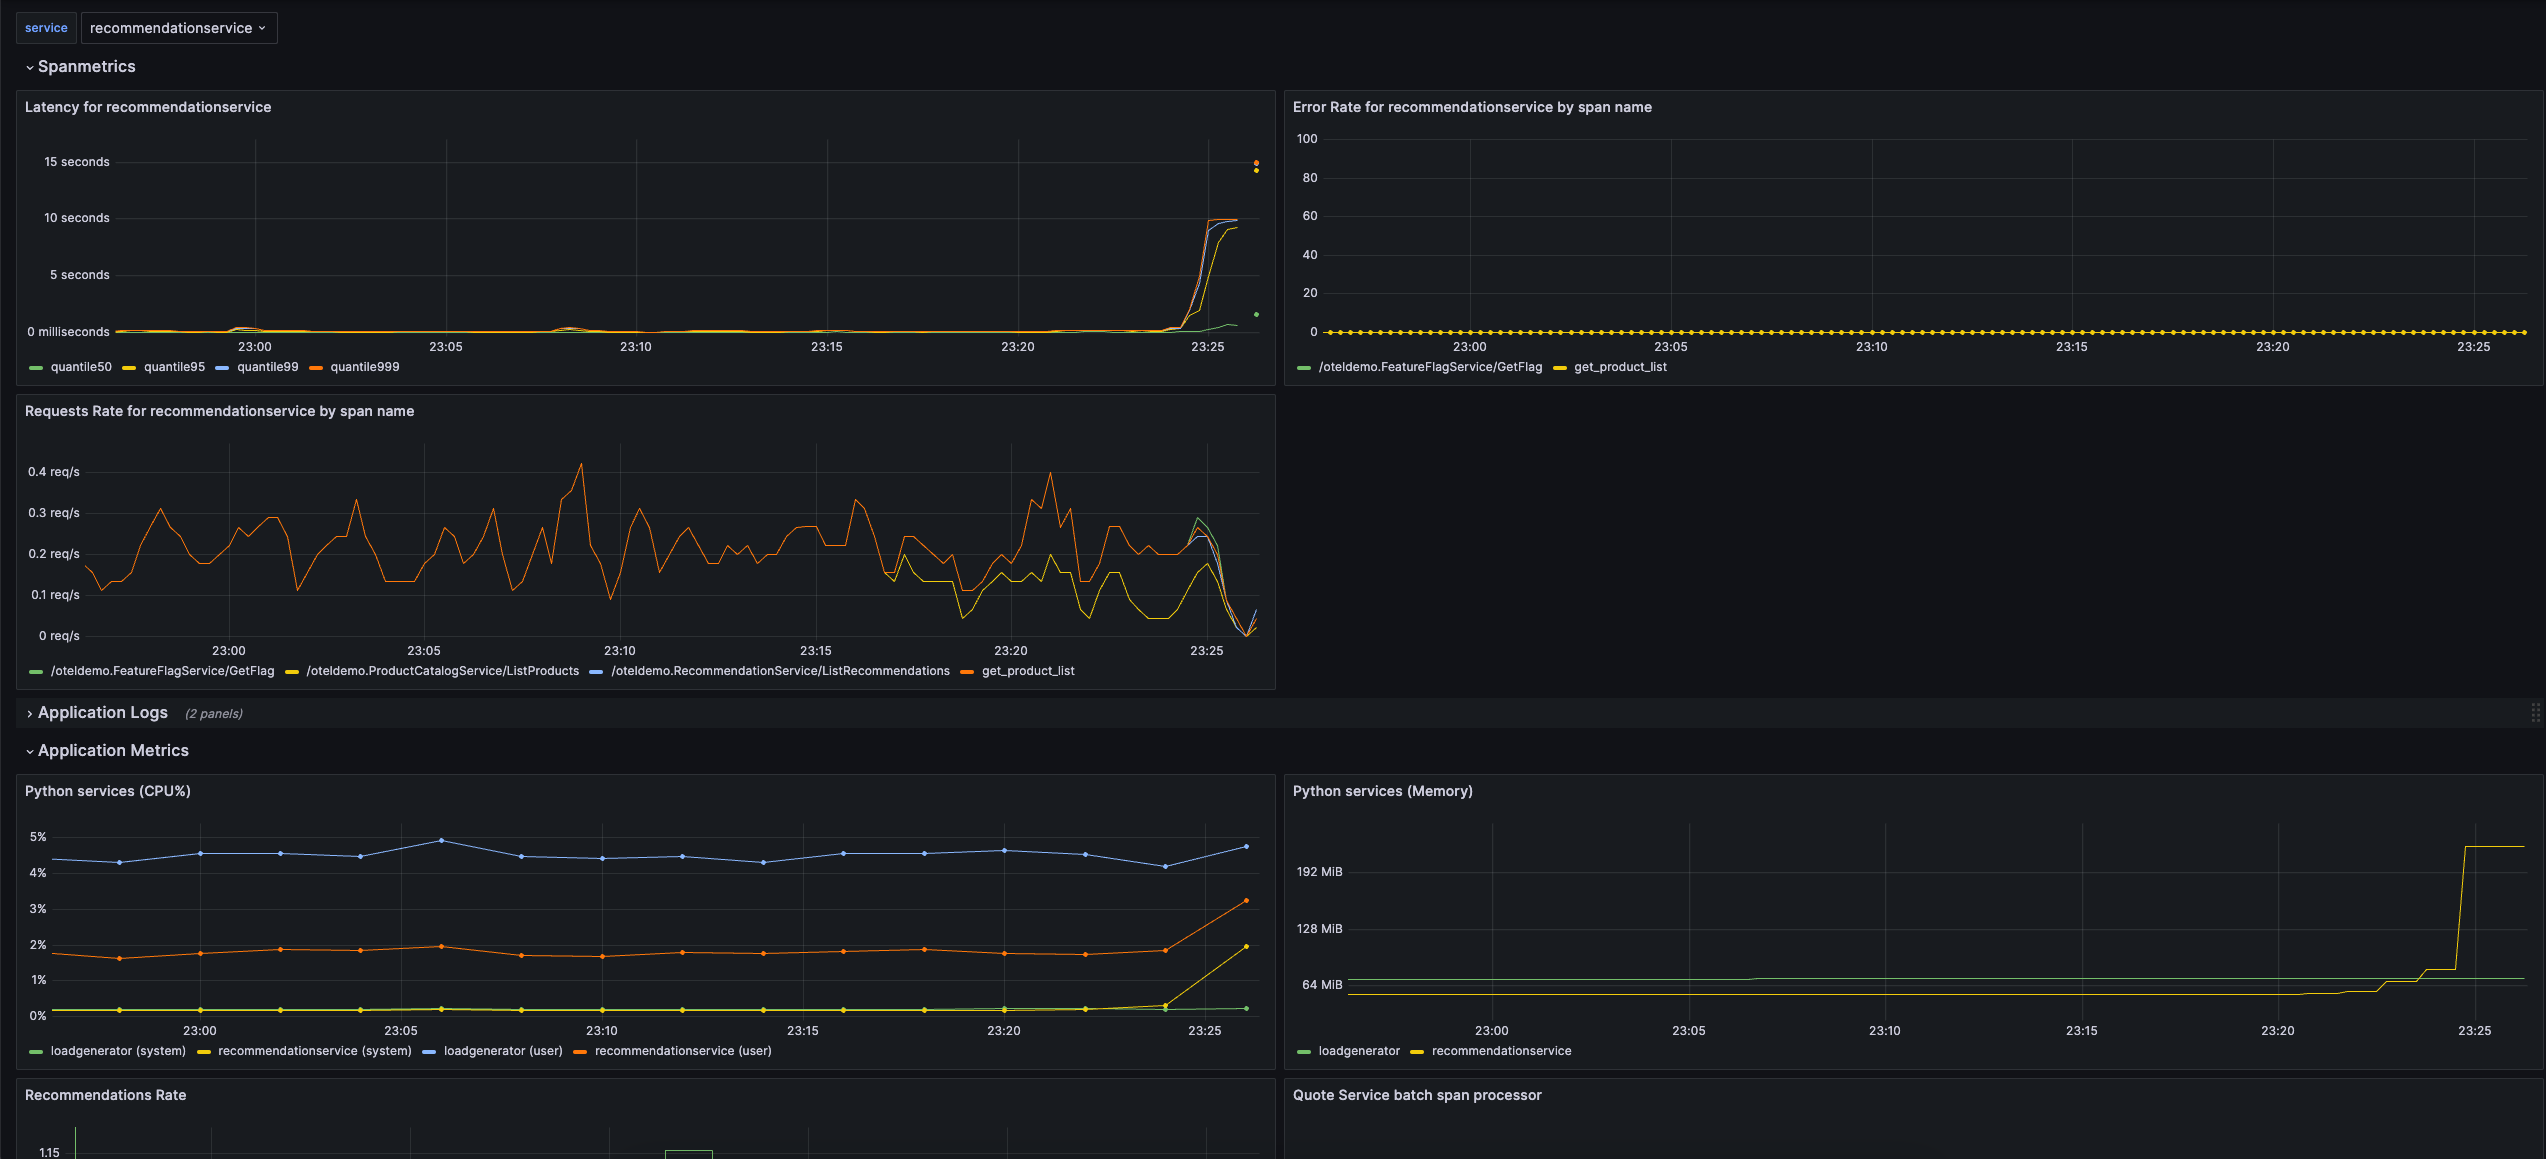 service recommendationservice
Spanmetrics
Latency for recommendationservice
15 seconds
10 seconds
5 seconds
0 milliseconds
23:00 23:05 23:10 23:15 23:20 23:25
quantile50 quantile95 quantile99 quantile999
Error Rate for recommendationservice by span name
100
80
60
40
20
0
23:00 23:05 23:10 23:15 23:20 23:25
/oteldemo.FeatureFlagService/GetFlag get_product_list
Requests Rate for recommendationservice by span name
0.4 req/s
0.3 req/s
0.2 req/s
0.1 req/s
0 req/s
23:00 23:05 23:10 23:15 23:20 23:25
/oteldemo.FeatureFlagService/GetFlag /oteldemo.ProductCatalogService/ListProducts /oteldemo.RecommendationService/ListRecommendations get_product_list
Application Logs (2 panels)
Application Metrics
Python services (CPU%)
5%
4%
3%
2%
1%
0%
23:00 23:05 23:10 23:15 23:20 23:25
loadgenerator (system) recommendationservice (system) loadgenerator (user) recommendationservice (user)
Python services (Memory)
192 MiB
128 MiB
64 MiB
23:00 23:05 23:10 23:15 23:20 23:25
loadgenerator recommendationservice
Recommendations Rate
1.15
Quote Service batch span processor